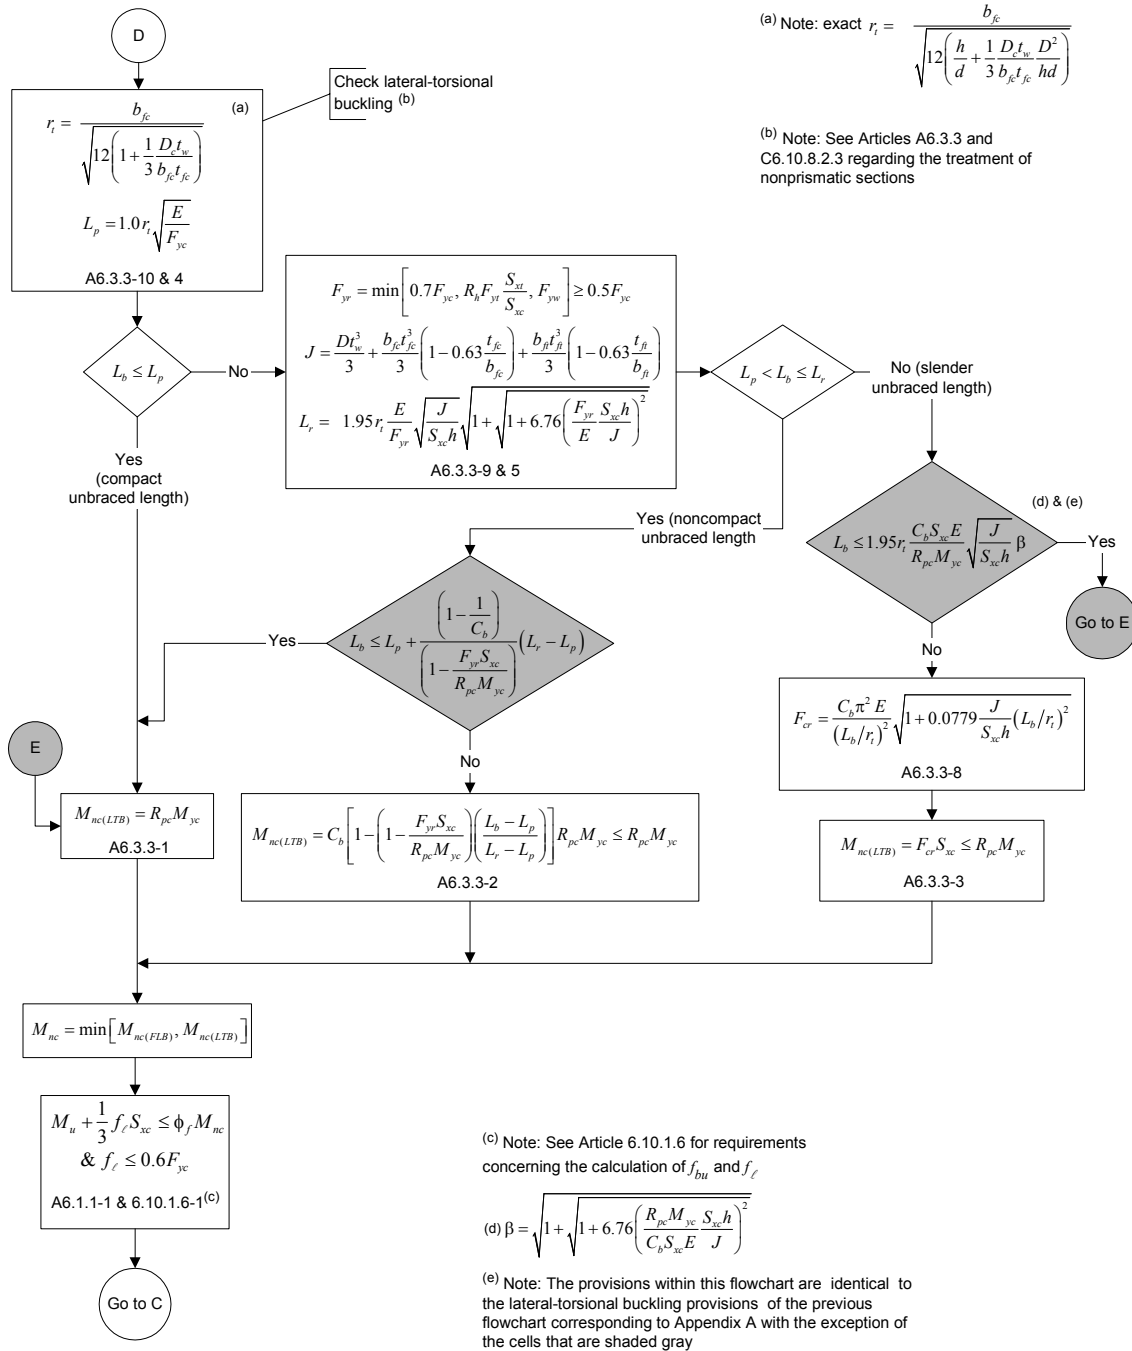 D
(a) Note: exact r_t = b_fc / √(12(h/d + (1/3)(D_c t_w / b_fc t_fc)(D²/hd)))
Check lateral-torsional
buckling (b)
(a)
r_t = b_fc / √(12(1 + (1/3)(D_c t_w / b_fc t_fc)))
L_p = 1.0 r_t √(E/F_yc)
A6.3.3-10 & 4
(b) Note: See Articles A6.3.3 and
C6.10.8.2.3 regarding the treatment of
nonprismatic sections
L_b ≤ L_p
No
F_yr = min[0.7F_yc, R_h F_yt (S_xt/S_xc), F_yw] ≥ 0.5F_yc
J = Dt_w³/3 + (b_fc t_fc³/3)(1 − 0.63 t_fc/b_fc) + (b_ft t_ft³/3)(1 − 0.63 t_ft/b_ft)
L_r = 1.95 r_t (E/F_yr) √(J/(S_xc h)) √(1 + √(1 + 6.76((F_yr/E)(S_xc h/J))²))
A6.3.3-9 & 5
L_p < L_b ≤ L_r
No (slender
unbraced length)
Yes
(compact
unbraced length)
Yes (noncompact
unbraced length
(d) & (e)
L_b ≤ 1.95 r_t (C_b S_xc E / R_pc M_yc) √(J/(S_xc h)) β
Yes
Go to E
No
Yes
L_b ≤ L_p + ((1 − 1/C_b) / (1 − F_yr S_xc / R_pc M_yc)) (L_r − L_p)
No
F_cr = (C_b π² E / (L_b/r_t)²) √(1 + 0.0779 (J/(S_xc h)) (L_b/r_t)²)
A6.3.3-8
E
M_nc(LTB) = R_pc M_yc
A6.3.3-1
M_nc(LTB) = C_b [1 − (1 − F_yr S_xc / R_pc M_yc)((L_b − L_p)/(L_r − L_p))] R_pc M_yc ≤ R_pc M_yc
A6.3.3-2
M_nc(LTB) = F_cr S_xc ≤ R_pc M_yc
A6.3.3-3
M_nc = min[M_nc(FLB), M_nc(LTB)]
M_u + (1/3) f_ℓ S_xc ≤ ϕ_f M_nc
& f_ℓ ≤ 0.6F_yc
A6.1.1-1 & 6.10.1.6-1(c)
Go to C
(c) Note: See Article 6.10.1.6 for requirements
concerning the calculation of f_bu and f_ℓ
(d) β = √(1 + √(1 + 6.76((R_pc M_yc / C_b S_xc E)(S_xc h / J))²))
(e) Note: The provisions within this flowchart are identical to
the lateral-torsional buckling provisions of the previous
flowchart corresponding to Appendix A with the exception of
the cells that are shaded gray